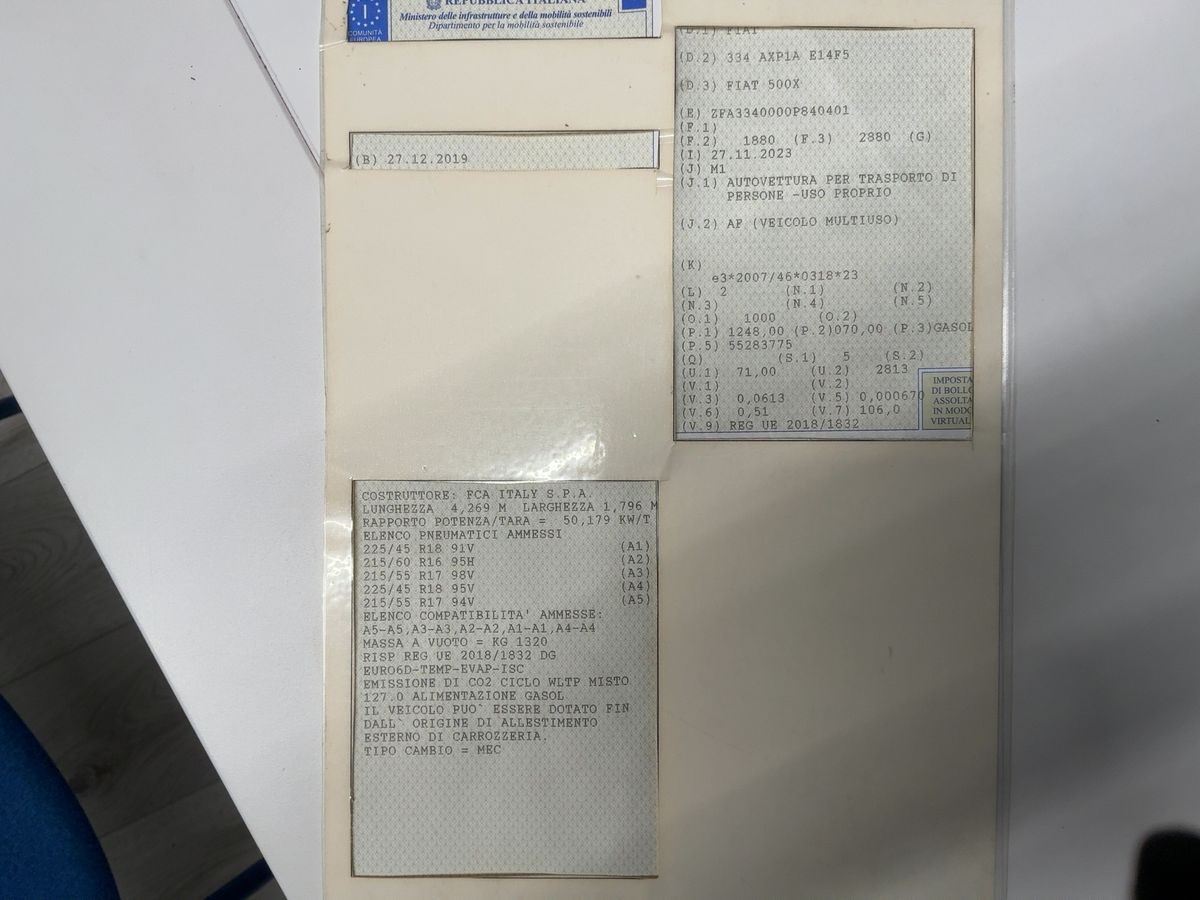 REPUBBLICA ITALIANA
I
Ministero delle infrastrutture e della mobilità sostenibili
COMUNITÀ
EUROPEA
Dipartimento per la mobilità sostenibile
(B) 27.12.2019
(D.1) FIAT
(D.2) 334 AXP1A E14F5
(D.3) FIAT 500X
(E) ZFA3340000P840401
(F.1)
(F.2) 1880 (F.3) 2880 (G)
(I) 27.11.2023
(J) M1
(J.1) AUTOVETTURA PER TRASPORTO DI
PERSONE -USO PROPRIO
(J.2) AF (VEICOLO MULTIUSO)
(K)
e3*2007/46*0318*23
(L) 2 (N.1) (N.2)
(N.3) (N.4) (N.5)
(O.1) 1000 (O.2)
(P.1) 1248,00 (P.2)070,00 (P.3)GASOL
(P.5) 55283775
(Q) (S.1) 5 (S.2)
(U.1) 71,00 (U.2) 2813
(V.1) (V.2)
(V.3) 0,0613 (V.5) 0,000670
(V.6) 0,51 (V.7) 106,0
(V.9) REG UE 2018/1832
IMPOSTA
DI BOLLO
ASSOLTA
IN MODO
VIRTUAL
COSTRUTTORE: FCA ITALY S.P.A.
LUNGHEZZA 4,269 M LARGHEZZA 1,796 M
RAPPORTO POTENZA/TARA = 50,179 KW/T
ELENCO PNEUMATICI AMMESSI
225/45 R18 91V (A1)
215/60 R16 95H (A2)
215/55 R17 98V (A3)
225/45 R18 95V (A4)
215/55 R17 94V (A5)
ELENCO COMPATIBILITA' AMMESSE:
A5-A5,A3-A3,A2-A2,A1-A1,A4-A4
MASSA A VUOTO = KG 1320
RISP REG UE 2018/1832 DG
EURO6D-TEMP-EVAP-ISC
EMISSIONE DI CO2 CICLO WLTP MISTO
127.0 ALIMENTAZIONE GASOL
IL VEICOLO PUO` ESSERE DOTATO FIN
DALL` ORIGINE DI ALLESTIMENTO
ESTERNO DI CARROZZERIA.
TIPO CAMBIO = MEC